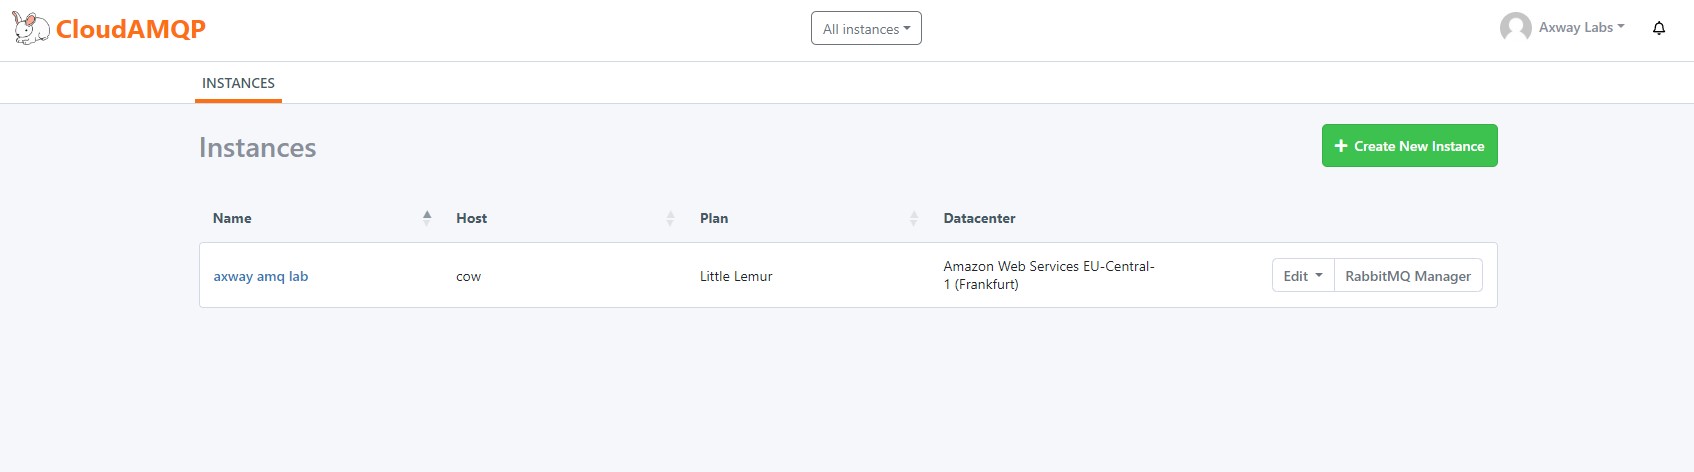 CloudAMQP
All instances
Axway Labs
INSTANCES
Instances
Create New Instance
Name Host Plan Datacenter
axway amq lab cow Little Lemur Amazon Web Services EU-Central-
1 (Frankfurt)
Edit RabbitMQ Manager